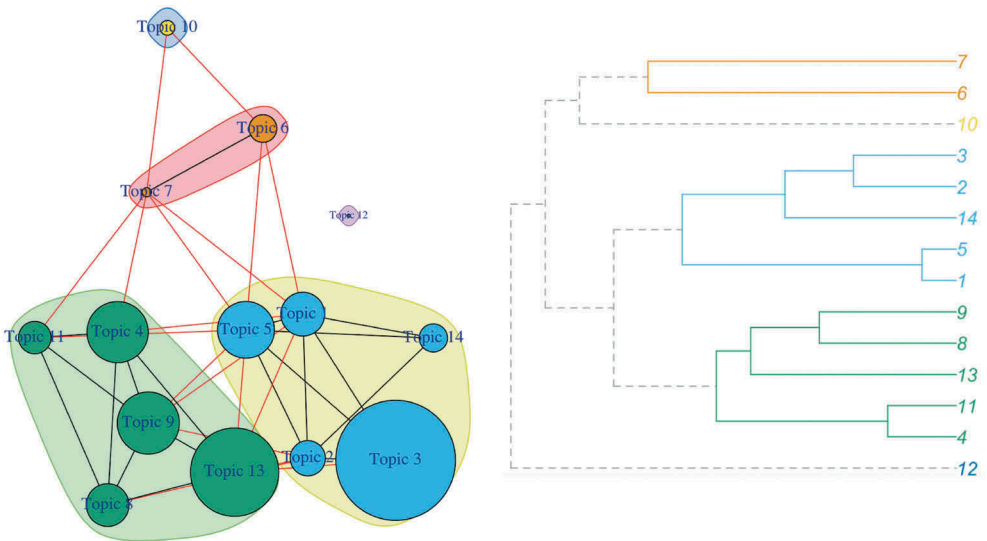 Topic 10
Topic 6
Topic 7
Topic 12
Topic 11
Topic 4
Topic 5
Topic
Topic 14
Topic 9
Topic 13
Topic 2
Topic 3
Topic 8
7
6
10
3
2
14
5
1
9
8
13
11
4
12